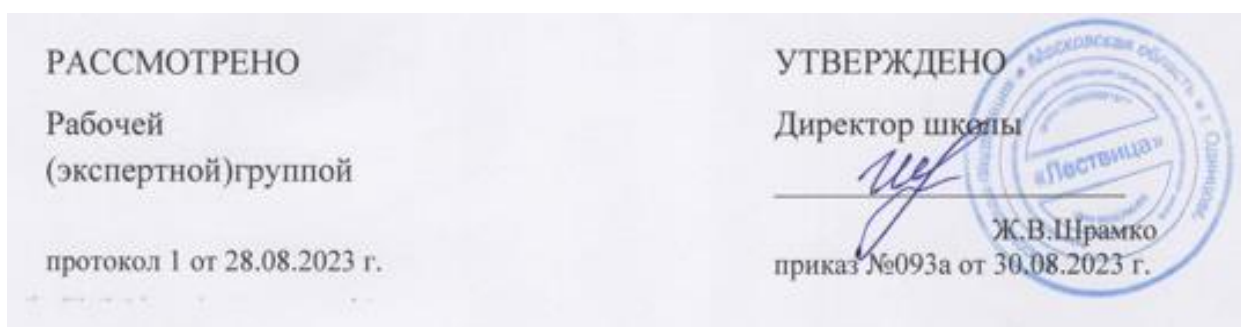 РАССМОТРЕНО
Рабочей
(экспертной)группой
протокол 1 от 28.08.2023 г.
УТВЕРЖДЕНО
Директор школы
Ж.В.Шрамко
приказ №093а от 30.08.2023 г.
Московская область г. Одинцово
«Лествица»